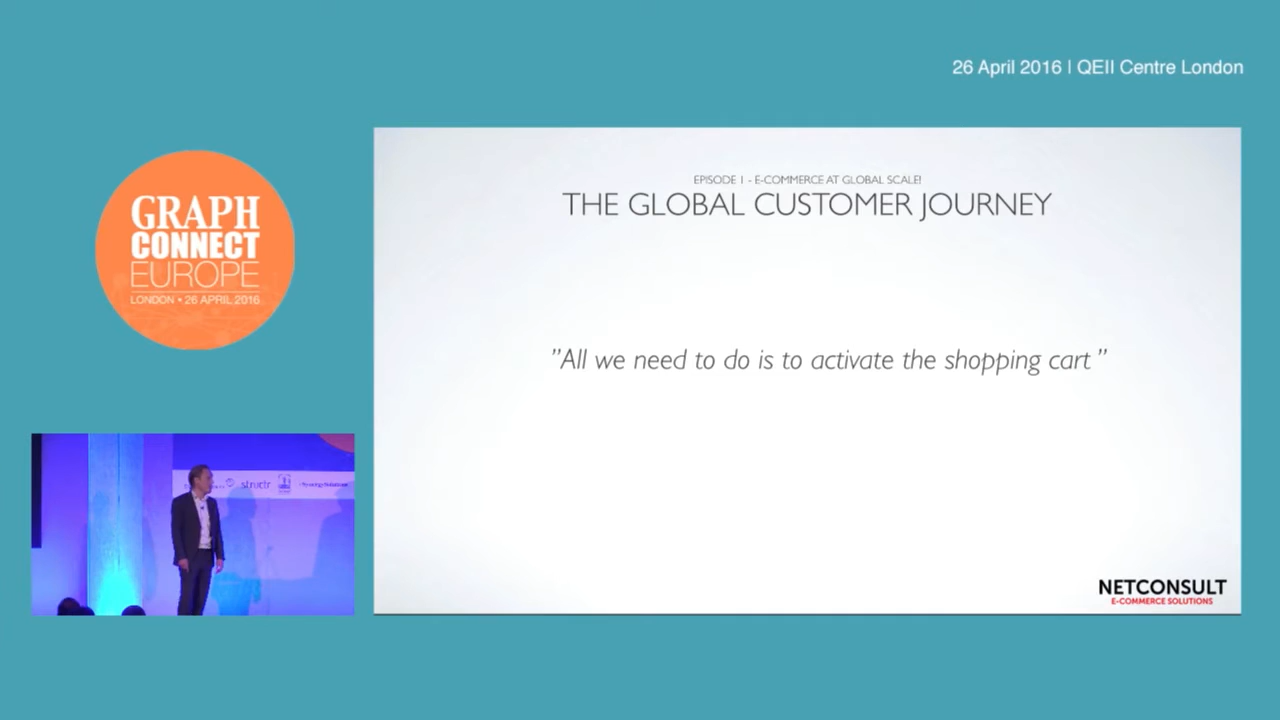 26 April 2016 | QEII Centre London
GRAPH
CONNECT
EUROPE
LONDON • 26 APRIL 2016
EPISODE 1 - E-COMMERCE AT GLOBAL SCALE!
THE GLOBAL CUSTOMER JOURNEY
”All we need to do is to activate the shopping cart ”
structr
NETCONSULT
E-COMMERCE SOLUTIONS